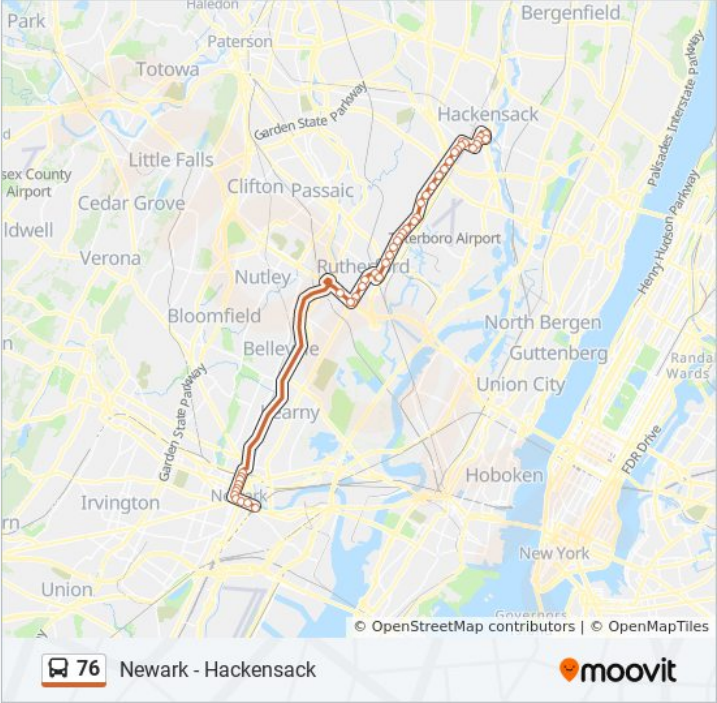 Haledon
Bergenfield
Park
Paterson
Totowa
Garden State Parkway
Hackensack
Palisades Interstate Parkway
Little Falls
sex County
Airport
Clifton
Passaic
Cedar Grove
ldwell
Teterboro Airport
Henry Hudson Parkway
Verona
Rutherford
Nutley
Bloomfield
North Bergen
Belleville
Guttenberg
Randa
Wards
Union City
Garden State Parkway
Kearny
FDR Drive
Hoboken
Newark
Irvington
rn
New York
Union
Governors
© OpenStreetMap contributors | © OpenMapTiles
76 Newark - Hackensack
moovit